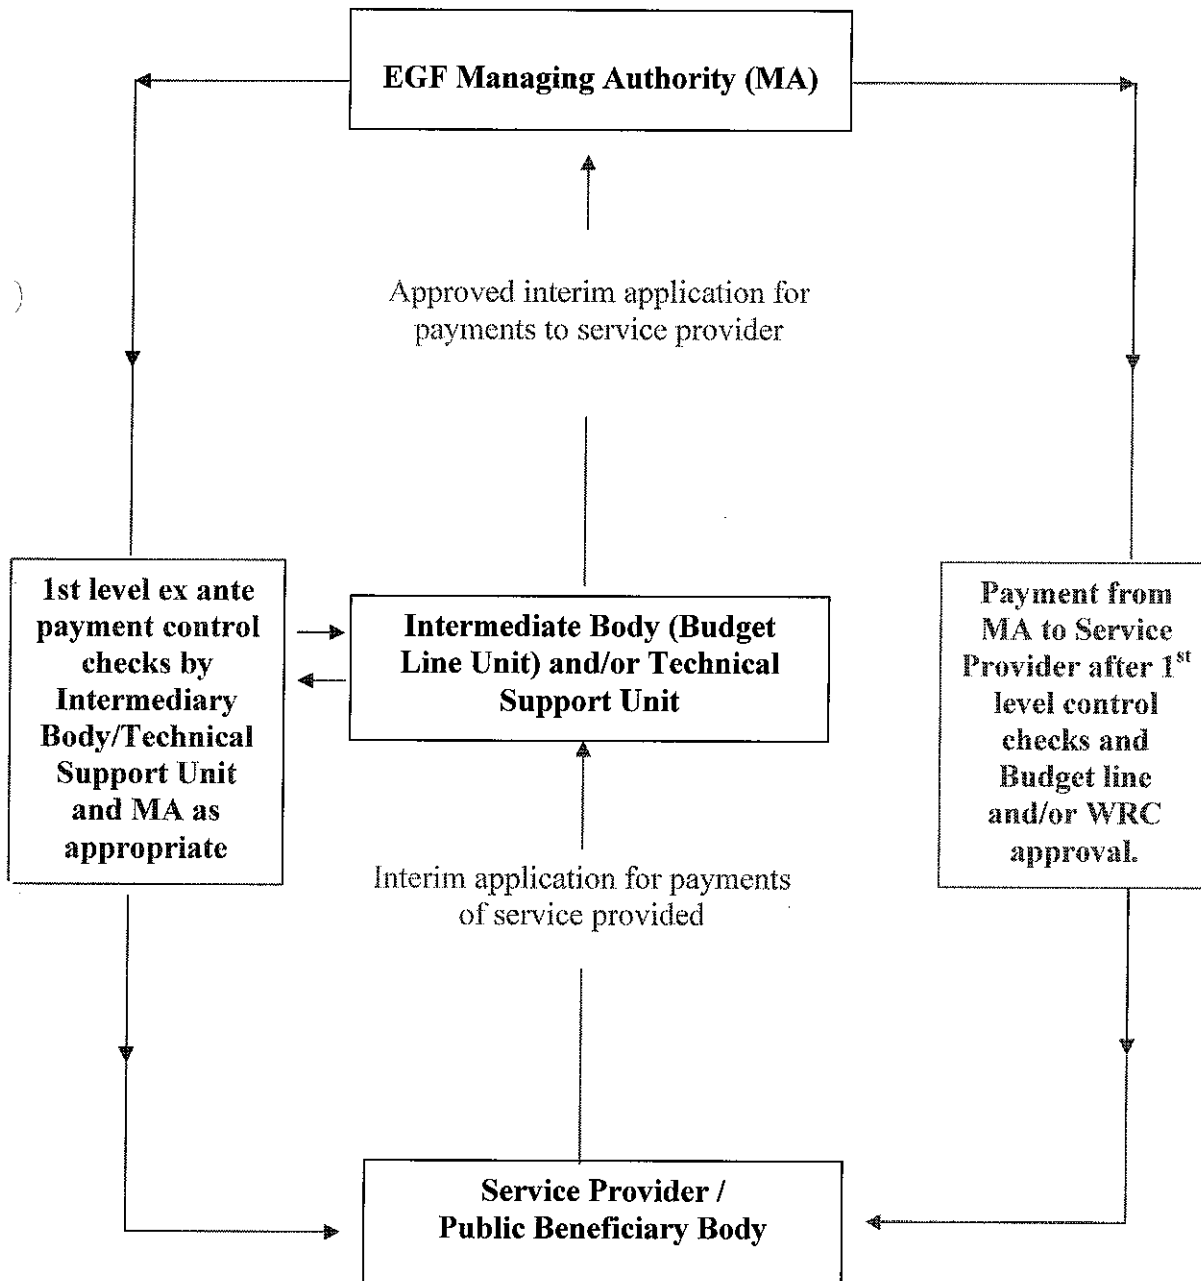 EGF Managing Authority (MA)
)
Approved interim application for
payments to service provider
1st level ex ante
payment control
checks by
Intermediary
Body/Technical
Support Unit
and MA as
appropriate
Intermediate Body (Budget
Line Unit) and/or Technical
Support Unit
Payment from
MA to Service
Provider after 1st
level control
checks and
Budget line
and/or WRC
approval.
Interim application for payments
of service provided
Service Provider /
Public Beneficiary Body